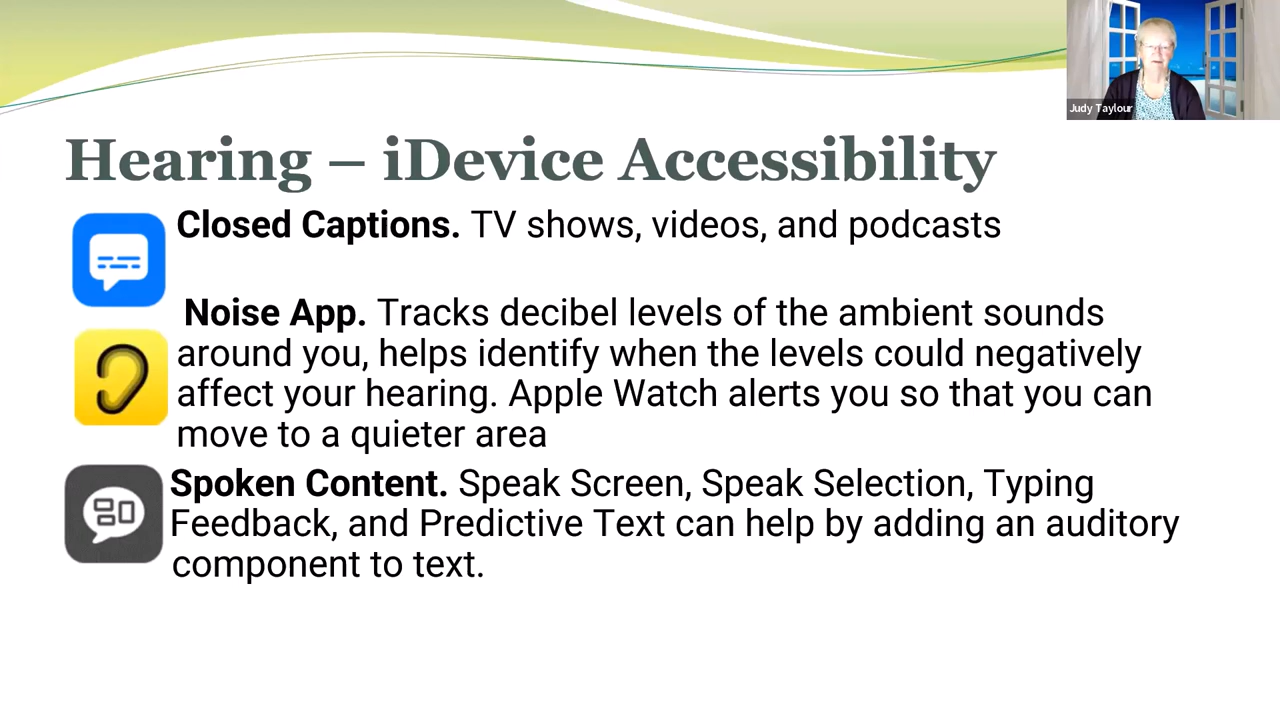 Judy Taylour
Hearing – iDevice Accessibility
Closed Captions. TV shows, videos, and podcasts
Noise App. Tracks decibel levels of the ambient sounds
around you, helps identify when the levels could negatively
affect your hearing. Apple Watch alerts you so that you can
move to a quieter area
Spoken Content. Speak Screen, Speak Selection, Typing
Feedback, and Predictive Text can help by adding an auditory
component to text.